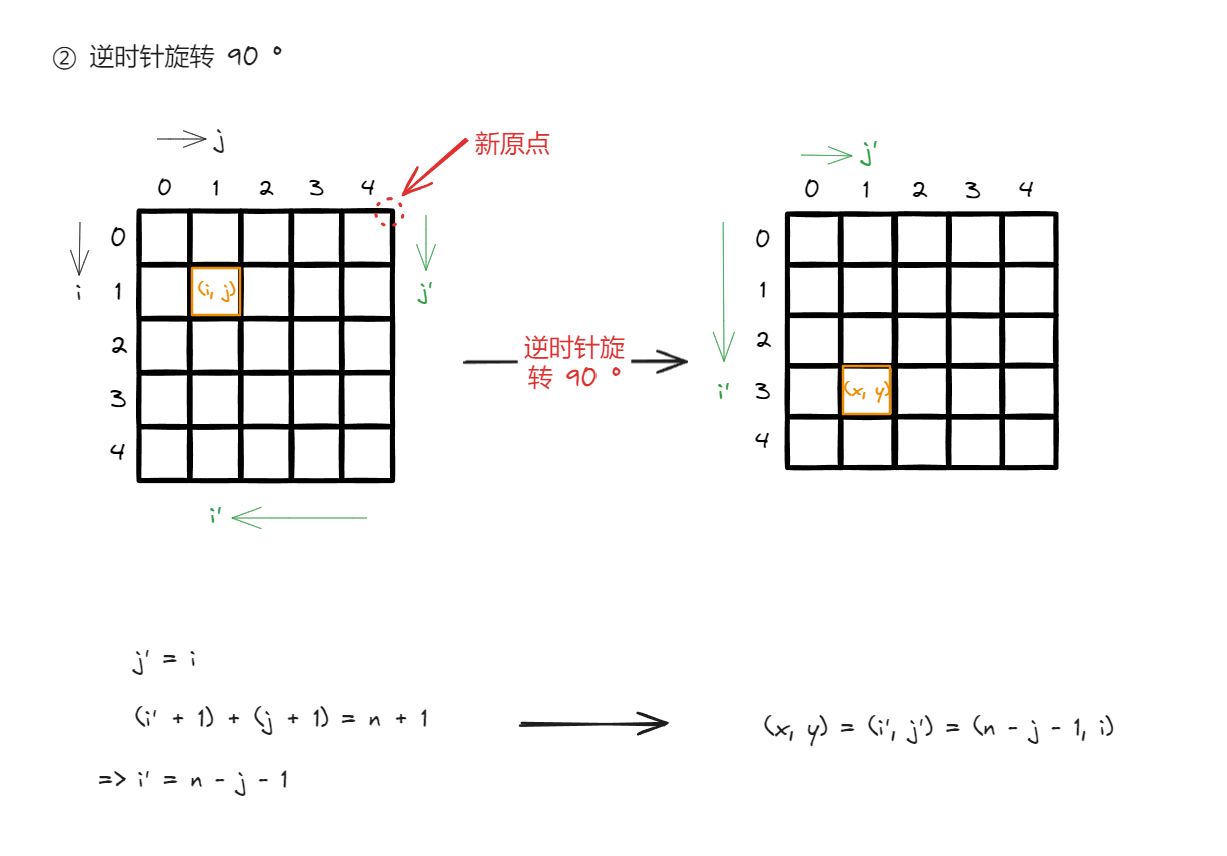 ② 逆时针旋转 90 °
j
新原点
0 1 2 3 4
i
0
1
2
3
4
(i, j)
j'
i'
逆时针旋
转 90 °
j'
0 1 2 3 4
i'
0
1
2
3
4
(x, y)
j' = i
(i' + 1) + (j + 1) = n + 1
=> i' = n - j - 1
(x, y) = (i', j') = (n - j - 1, i)